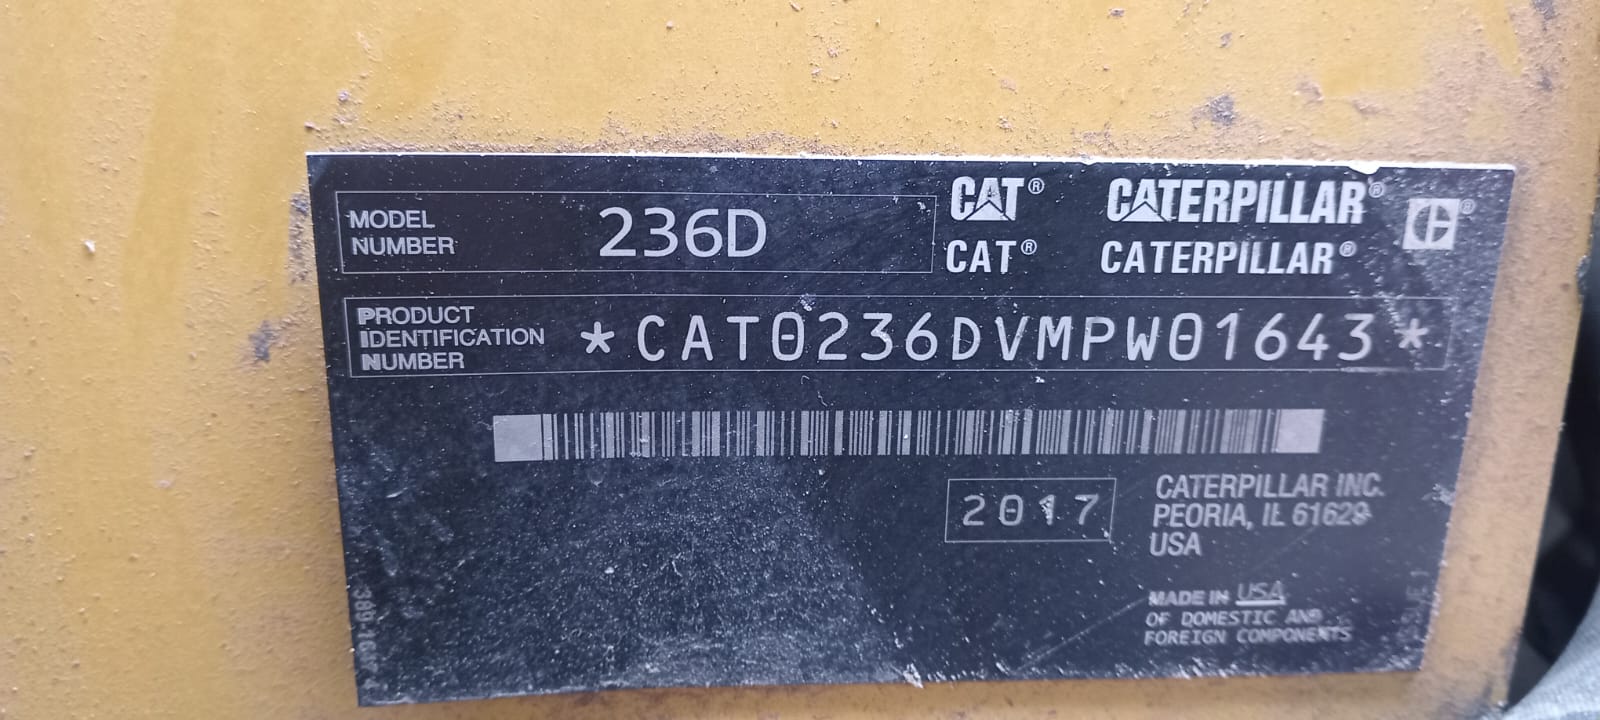 MODEL
NUMBER
236D
CAT® CATERPILLAR®
CAT® CATERPILLAR®
PRODUCT
IDENTIFICATION
NUMBER
*CAT0236DVMPW01643*
2017
CATERPILLAR INC.
PEORIA, IL 61629
USA
MADE IN USA
OF DOMESTIC AND
FOREIGN COMPONENTS